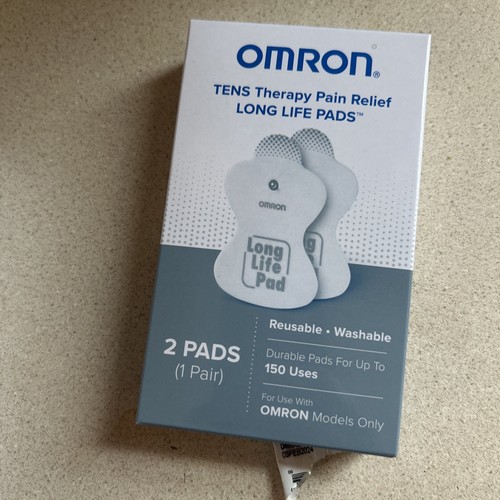 OMRON®
TENS Therapy Pain Relief
LONG LIFE PADS™
OMRON
Long
Life
Pad
g
2 PADS
(1 Pair)
Reusable • Washable
Durable Pads For Up To
150 Uses
For Use With
OMRON Models Only